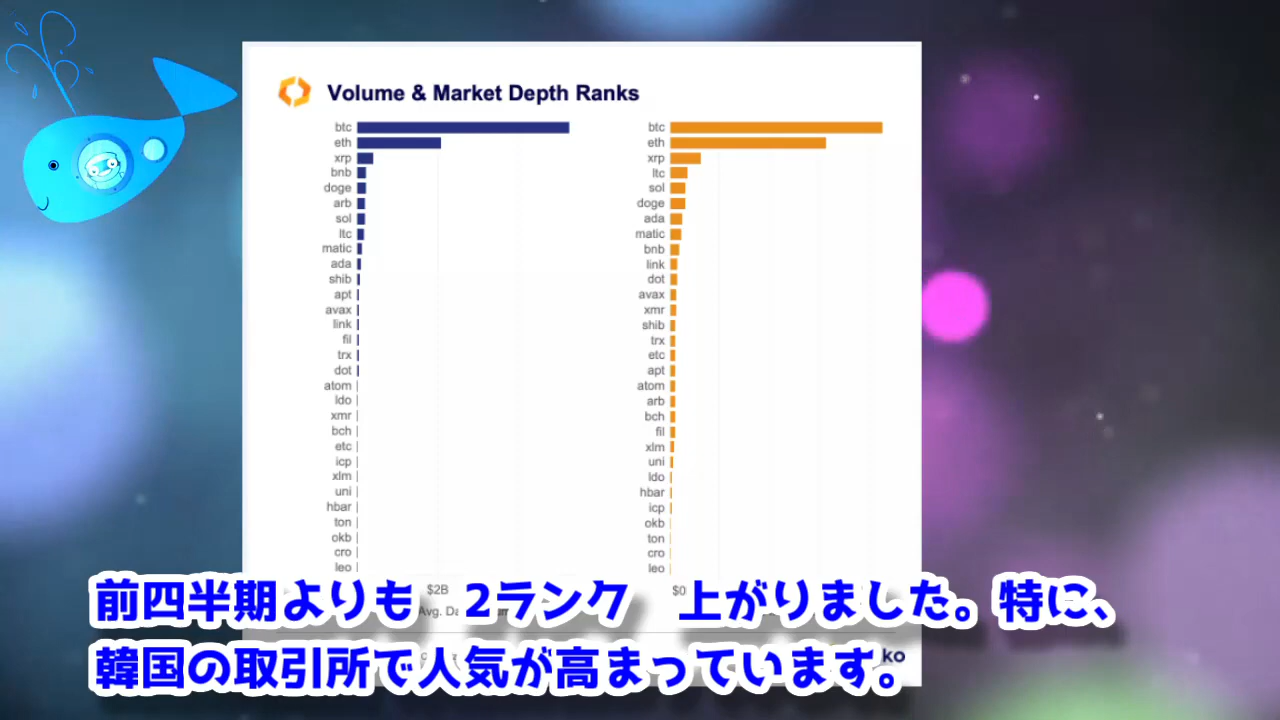 Volume & Market Depth Ranks
btc
eth
xrp
bnb
doge
arb
sol
ltc
matic
ada
shib
apt
avax
link
fil
trx
dot
atom
ldo
xmr
bch
etc
icp
xlm
uni
hbar
ton
okb
cro
leo
$2B
Avg. Da
btc
eth
xrp
ltc
sol
doge
ada
matic
bnb
link
dot
avax
xmr
shib
trx
etc
apt
atom
arb
bch
fil
xlm
uni
ldo
hbar
icp
okb
ton
cro
leo
$0
ko
前四半期よりも 2ランク 上がりました。特に、
韓国の取引所で人気が高まっています。